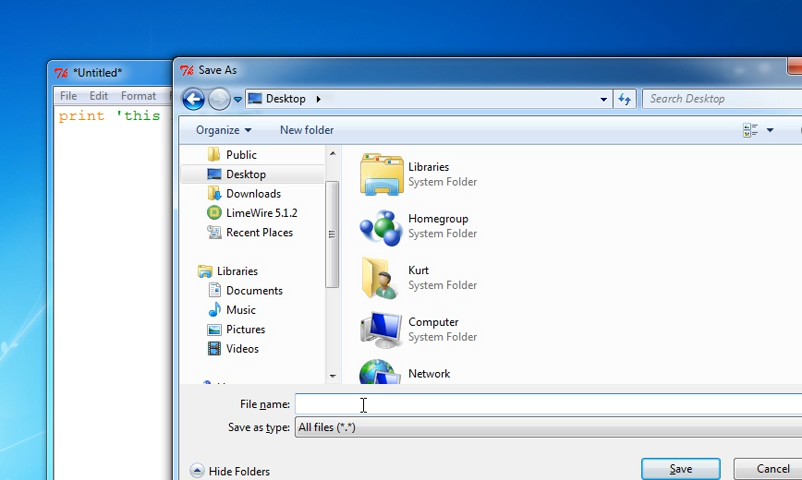 *Untitled*
File Edit Format
print 'this
Save As
Desktop
Search Desktop
Organize
New folder
Public
Desktop
Downloads
LimeWire 5.1.2
Recent Places
Libraries
Documents
Music
Pictures
Videos
Libraries
System Folder
Homegroup
System Folder
Kurt
System Folder
Computer
System Folder
Network
File name:
Save as type: All files (*.*)
Hide Folders
Save
Cancel